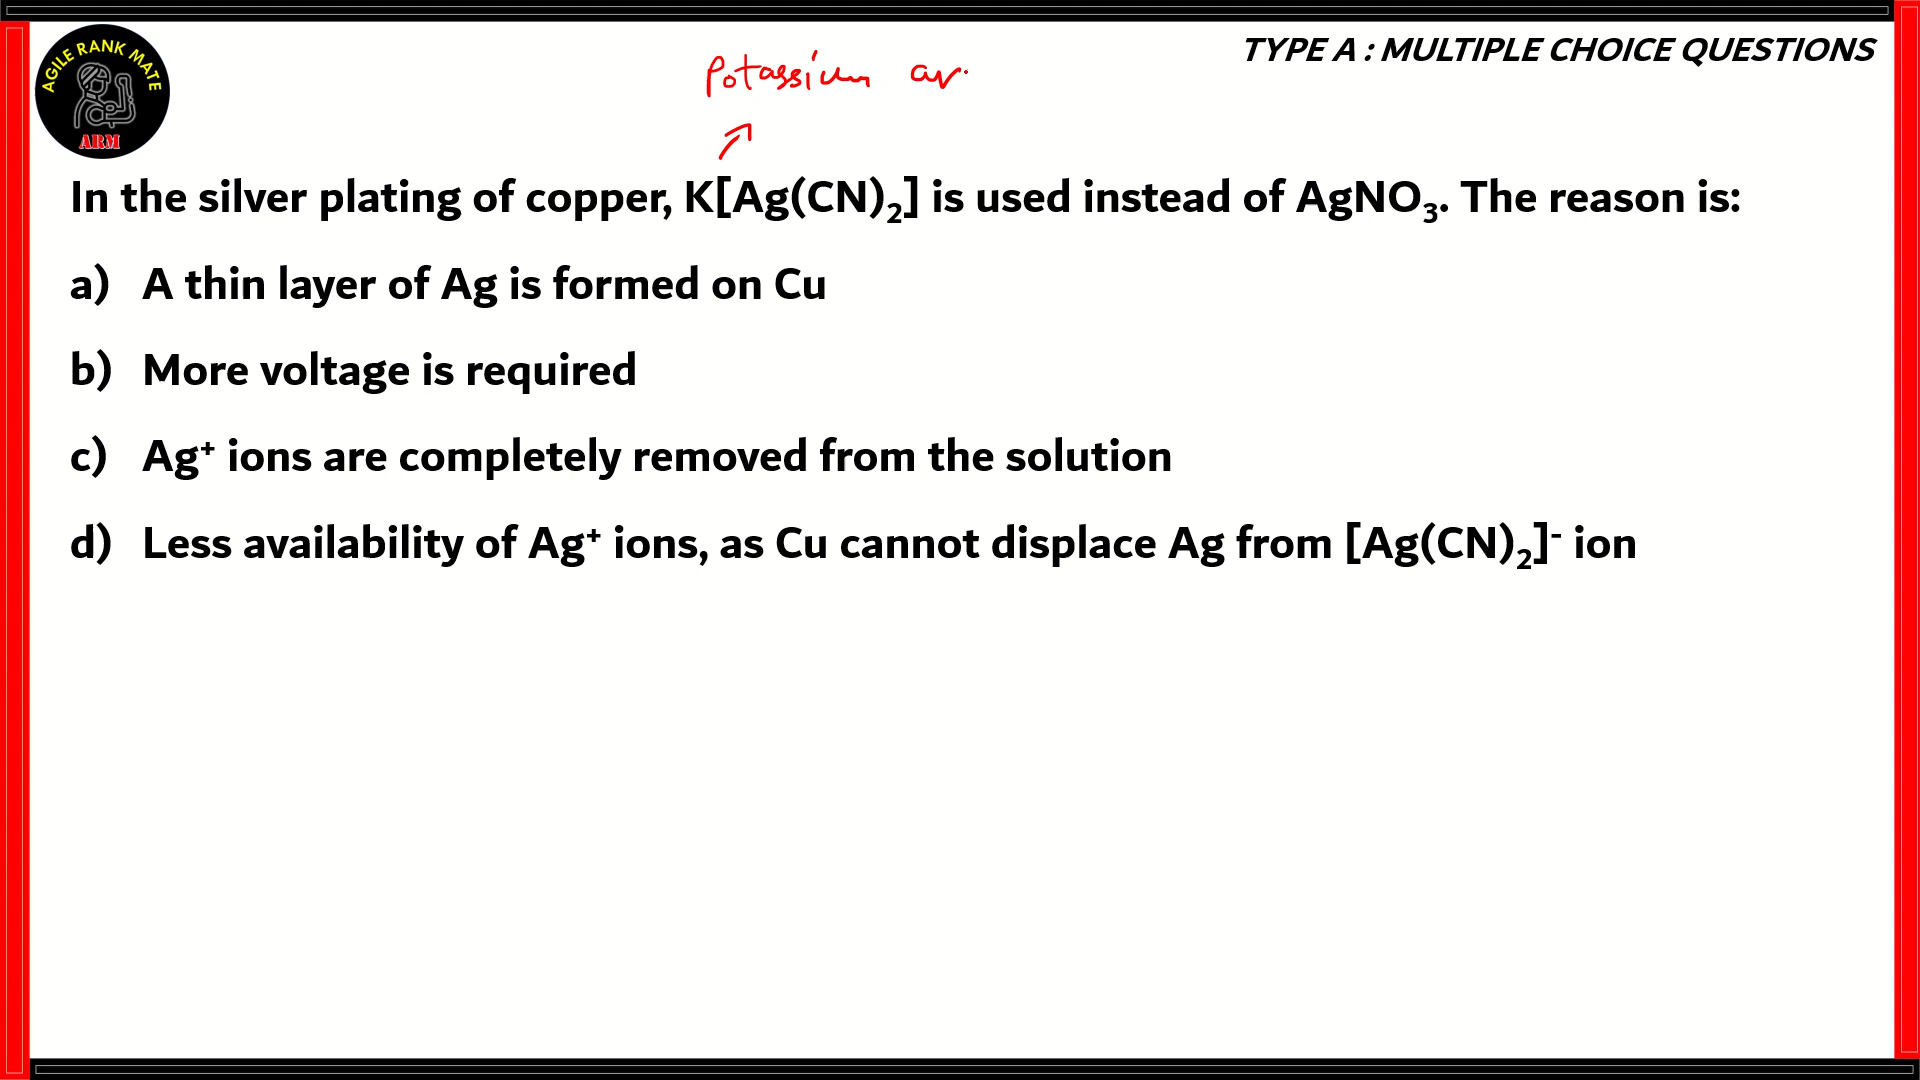 AGILE RANK MATE
ARM
TYPE A : MULTIPLE CHOICE QUESTIONS
Potassium ar
In the silver plating of copper, K[Ag(CN)₂] is used instead of AgNO₃. The reason is:
a) A thin layer of Ag is formed on Cu
b) More voltage is required
c) Ag⁺ ions are completely removed from the solution
d) Less availability of Ag⁺ ions, as Cu cannot displace Ag from [Ag(CN)₂]⁻ ion